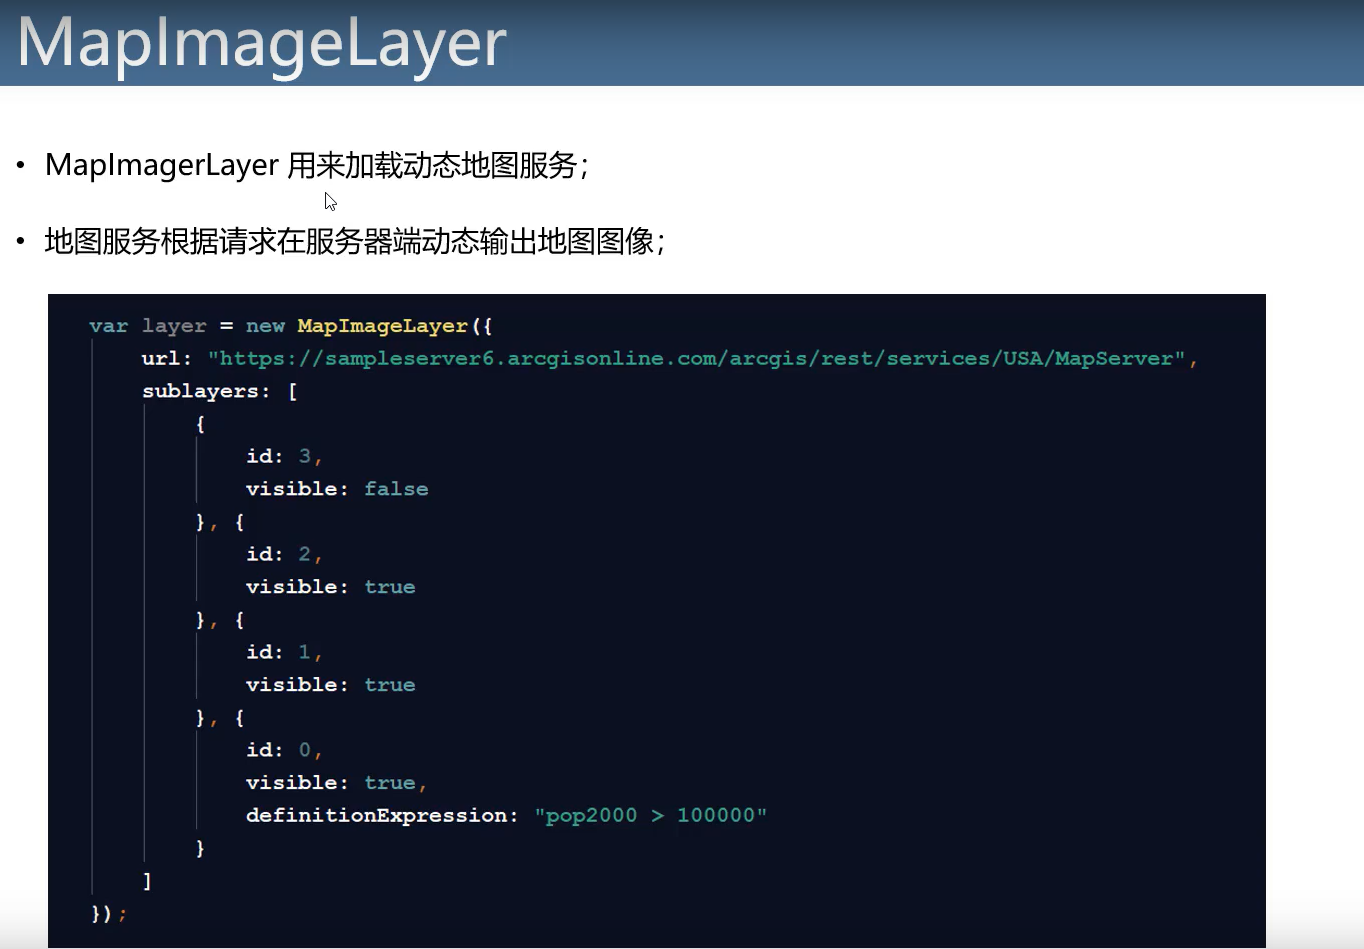 MapImageLayer
• MapImagerLayer 用来加载动态地图服务；
• 地图服务根据请求在服务器端动态输出地图图像；
var layer = new MapImageLayer({
url: "https://sampleserver6.arcgisonline.com/arcgis/rest/services/USA/MapServer",
sublayers: [
{
id: 3,
visible: false
}, {
id: 2,
visible: true
}, {
id: 1,
visible: true
}, {
id: 0,
visible: true,
definitionExpression: "pop2000 > 100000"
}
]
});